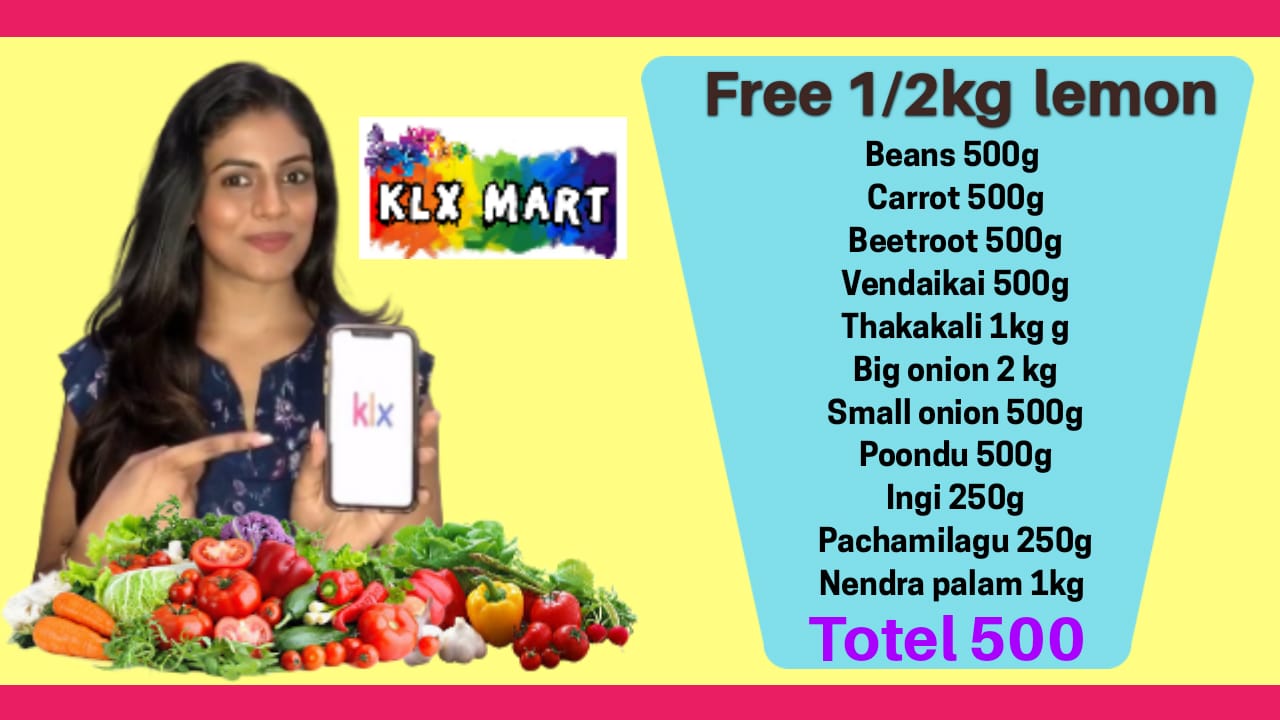 KLX MART
klx
Free 1/2kg lemon
Beans 500g
Carrot 500g
Beetroot 500g
Vendaikai 500g
Thakakali 1kg g
Big onion 2 kg
Small onion 500g
Poondu 500g
Ingi 250g
Pachamilagu 250g
Nendra palam 1kg
Totel 500